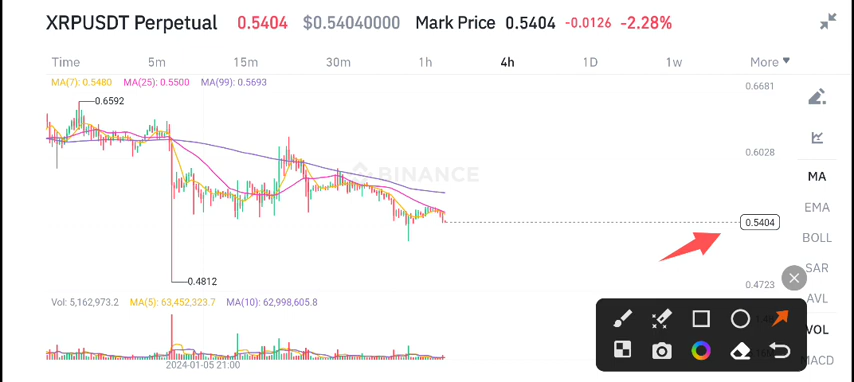 XRPUSDT Perpetual 0.5404 $0.54040000 Mark Price 0.5404 -0.0126 -2.28%
Time 5m 15m 30m 1h 4h 1D 1w More
MA(7): 0.5480 MA(25): 0.5500 MA(99): 0.5693
0.6681
0.6592
0.6028
BINANCE
MA
EMA
0.5404
BOLL
SAR
0.4812
0.4723
AVL
Vol: 5,162,973.2 MA(5): 63,452,323.7 MA(10): 62,998,605.8
VOL
MACD
2024-01-05 21:00